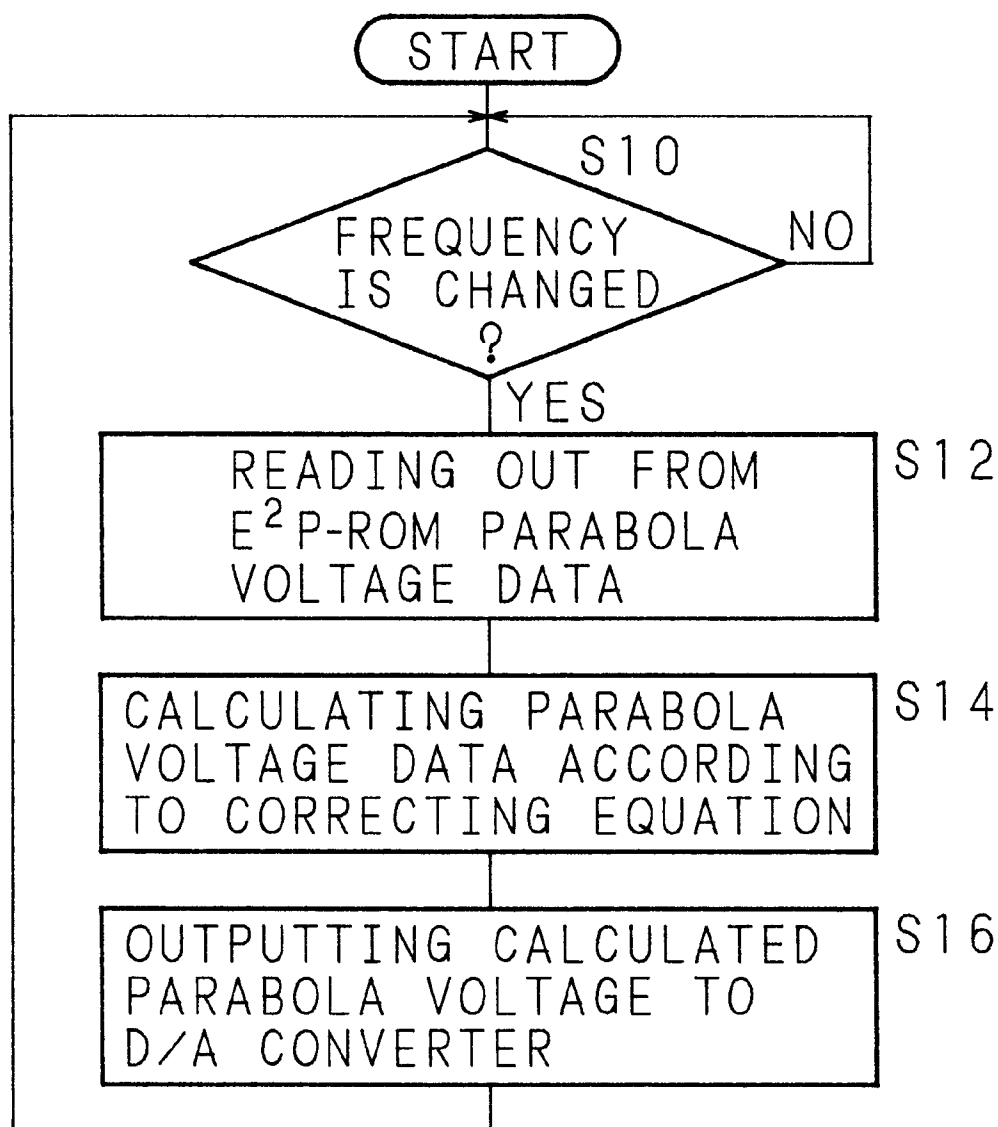 START
S10
FREQUENCY
IS CHANGED
?
NO
YES
S12
READING OUT FROM
E²P-ROM PARABOLA
VOLTAGE DATA
S14
CALCULATING PARABOLA
VOLTAGE DATA ACCORDING
TO CORRECTING EQUATION
S16
OUTPUTTING CALCULATED
PARABOLA VOLTAGE TO
D/A CONVERTER